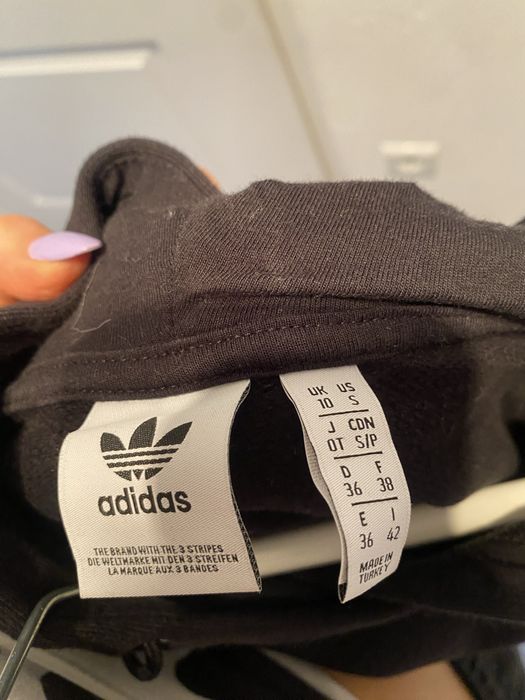 adidas
THE BRAND WITH THE 3 STRIPES
DIE WELTMARKE MIT DEN 3 STREIFEN
LA MARQUE AUX 3 BANDES
UK US
10 S
J CDN
OT S/P
D F
36 38
E I
36 42
MADE IN
TURKEY